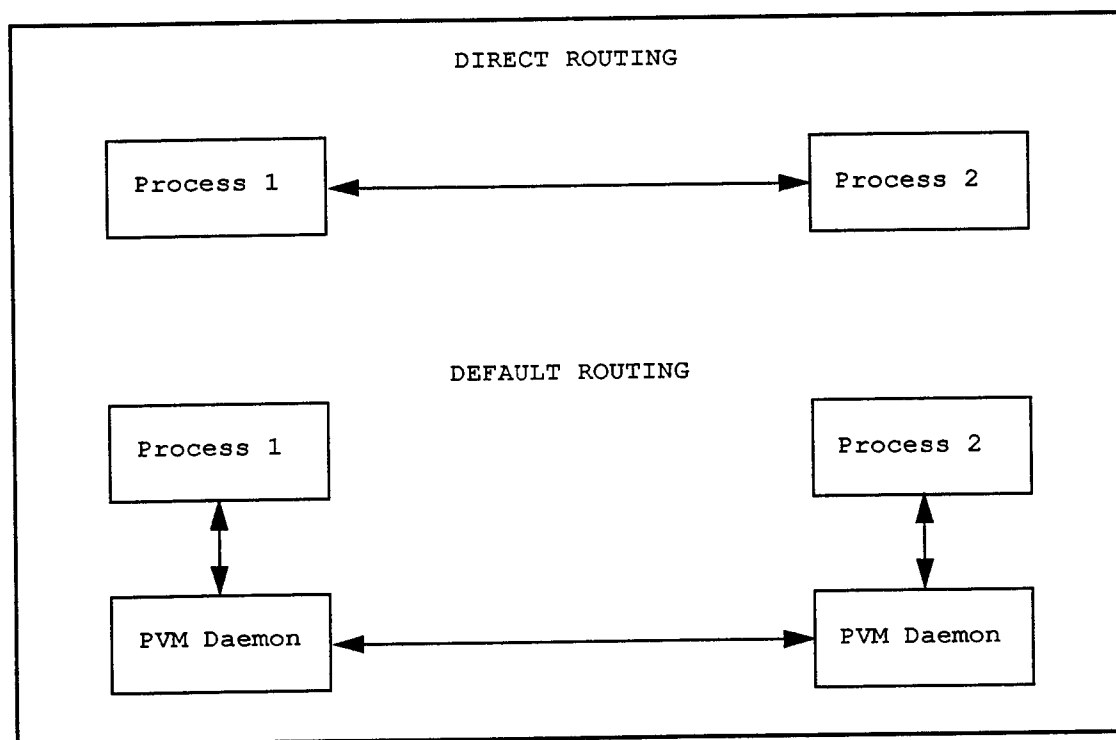 DIRECT ROUTING
Process 1
Process 2
DEFAULT ROUTING
Process 1
Process 2
PVM Daemon
PVM Daemon